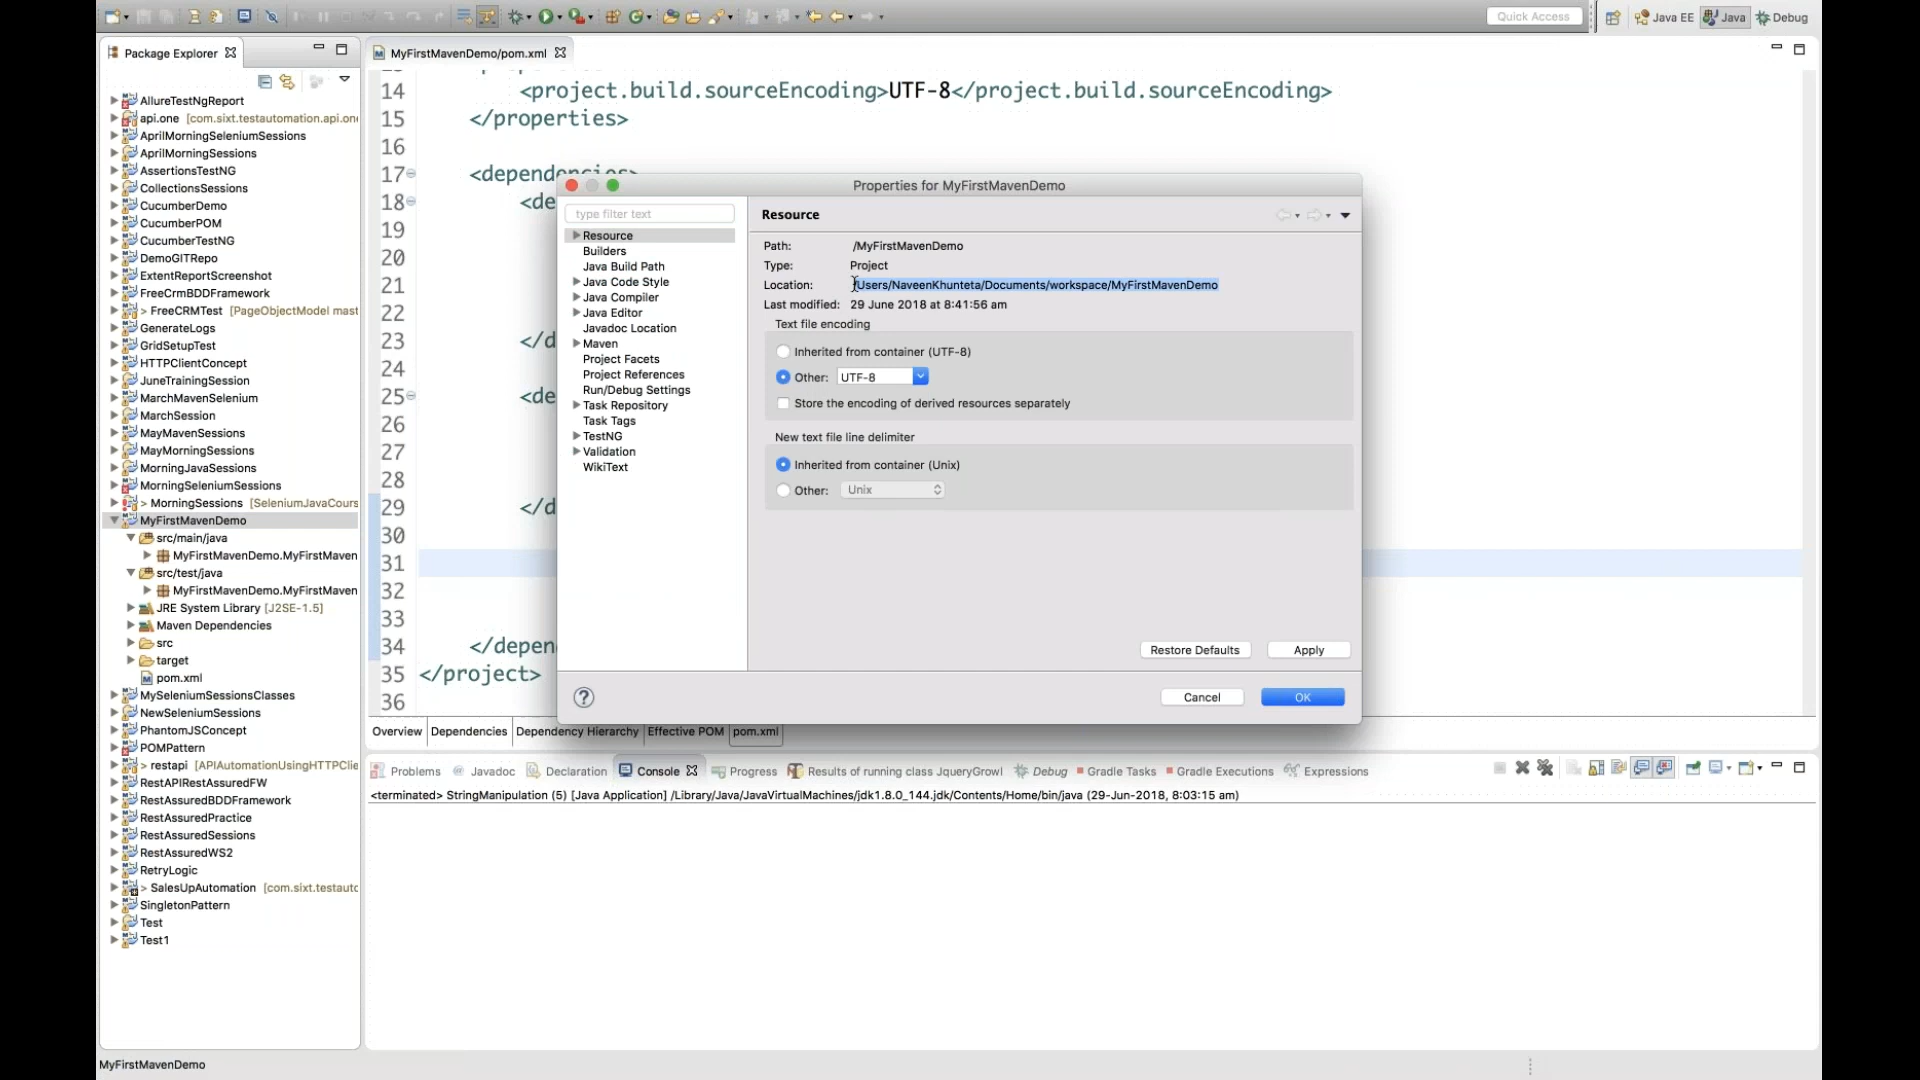 Quick Access
Java EE
Java
Debug
Package Explorer
MyFirstMavenDemo/pom.xml
AllureTestNgReport
api.one [com.sixt.testautomation.api.one
AprilMorningSeleniumSessions
AprilMorningSessions
AssertionsTestNG
CollectionsSessions
CucumberDemo
CucumberPOM
CucumberTestNG
DemoGITRepo
ExtentReportScreenshot
FreeCrmBDDFramework
> FreeCRMTest [PageObjectModel mast
GenerateLogs
GridSetupTest
HTTPClientConcept
JuneTrainingSession
MarchMavenSelenium
MarchSession
MayMavenSessions
MayMorningSessions
MorningJavaSessions
MorningSeleniumSessions
> MorningSessions [SeleniumJavaCours
MyFirstMavenDemo
src/main/java
MyFirstMavenDemo.MyFirstMaven
src/test/java
MyFirstMavenDemo.MyFirstMaven
JRE System Library [J2SE-1.5]
Maven Dependencies
src
target
pom.xml
MySeleniumSessionsClasses
NewSeleniumSessions
PhantomJSConcept
POMPattern
> restapi [APIAutomationUsingHTTPClie
RestAPIRestAssuredFW
RestAssuredBDDFramework
RestAssuredPractice
RestAssuredSessions
RestAssuredWS2
RetryLogic
> SalesUpAutomation [com.sixt.testauto
SingletonPattern
Test
Test1
14 <project.build.sourceEncoding>UTF-8</project.build.sourceEncoding>
15 </properties>
16
17 <dependencies>
18 <de
19
20
21
22
23 </d
24
25 <de
26
27
28
29 </d
30
31
32
33
34 </depen
35 </project>
36
Properties for MyFirstMavenDemo
type filter text
Resource
Builders
Java Build Path
Java Code Style
Java Compiler
Java Editor
Javadoc Location
Maven
Project Facets
Project References
Run/Debug Settings
Task Repository
Task Tags
TestNG
Validation
WikiText
Resource
Path: /MyFirstMavenDemo
Type: Project
Location: /Users/NaveenKhunteta/Documents/workspace/MyFirstMavenDemo
Last modified: 29 June 2018 at 8:41:56 am
Text file encoding
Inherited from container (UTF-8)
Other: UTF-8
Store the encoding of derived resources separately
New text file line delimiter
Inherited from container (Unix)
Other: Unix
Restore Defaults
Apply
?
Cancel
OK
Overview
Dependencies
Dependency Hierarchy
Effective POM
pom.xml
Problems
@ Javadoc
Declaration
Console
Progress
Results of running class JqueryGrowl
Debug
Gradle Tasks
Gradle Executions
Expressions
<terminated> StringManipulation (5) [Java Application] /Library/Java/JavaVirtualMachines/jdk1.8.0_144.jdk/Contents/Home/bin/java (29-Jun-2018, 8:03:15 am)
MyFirstMavenDemo